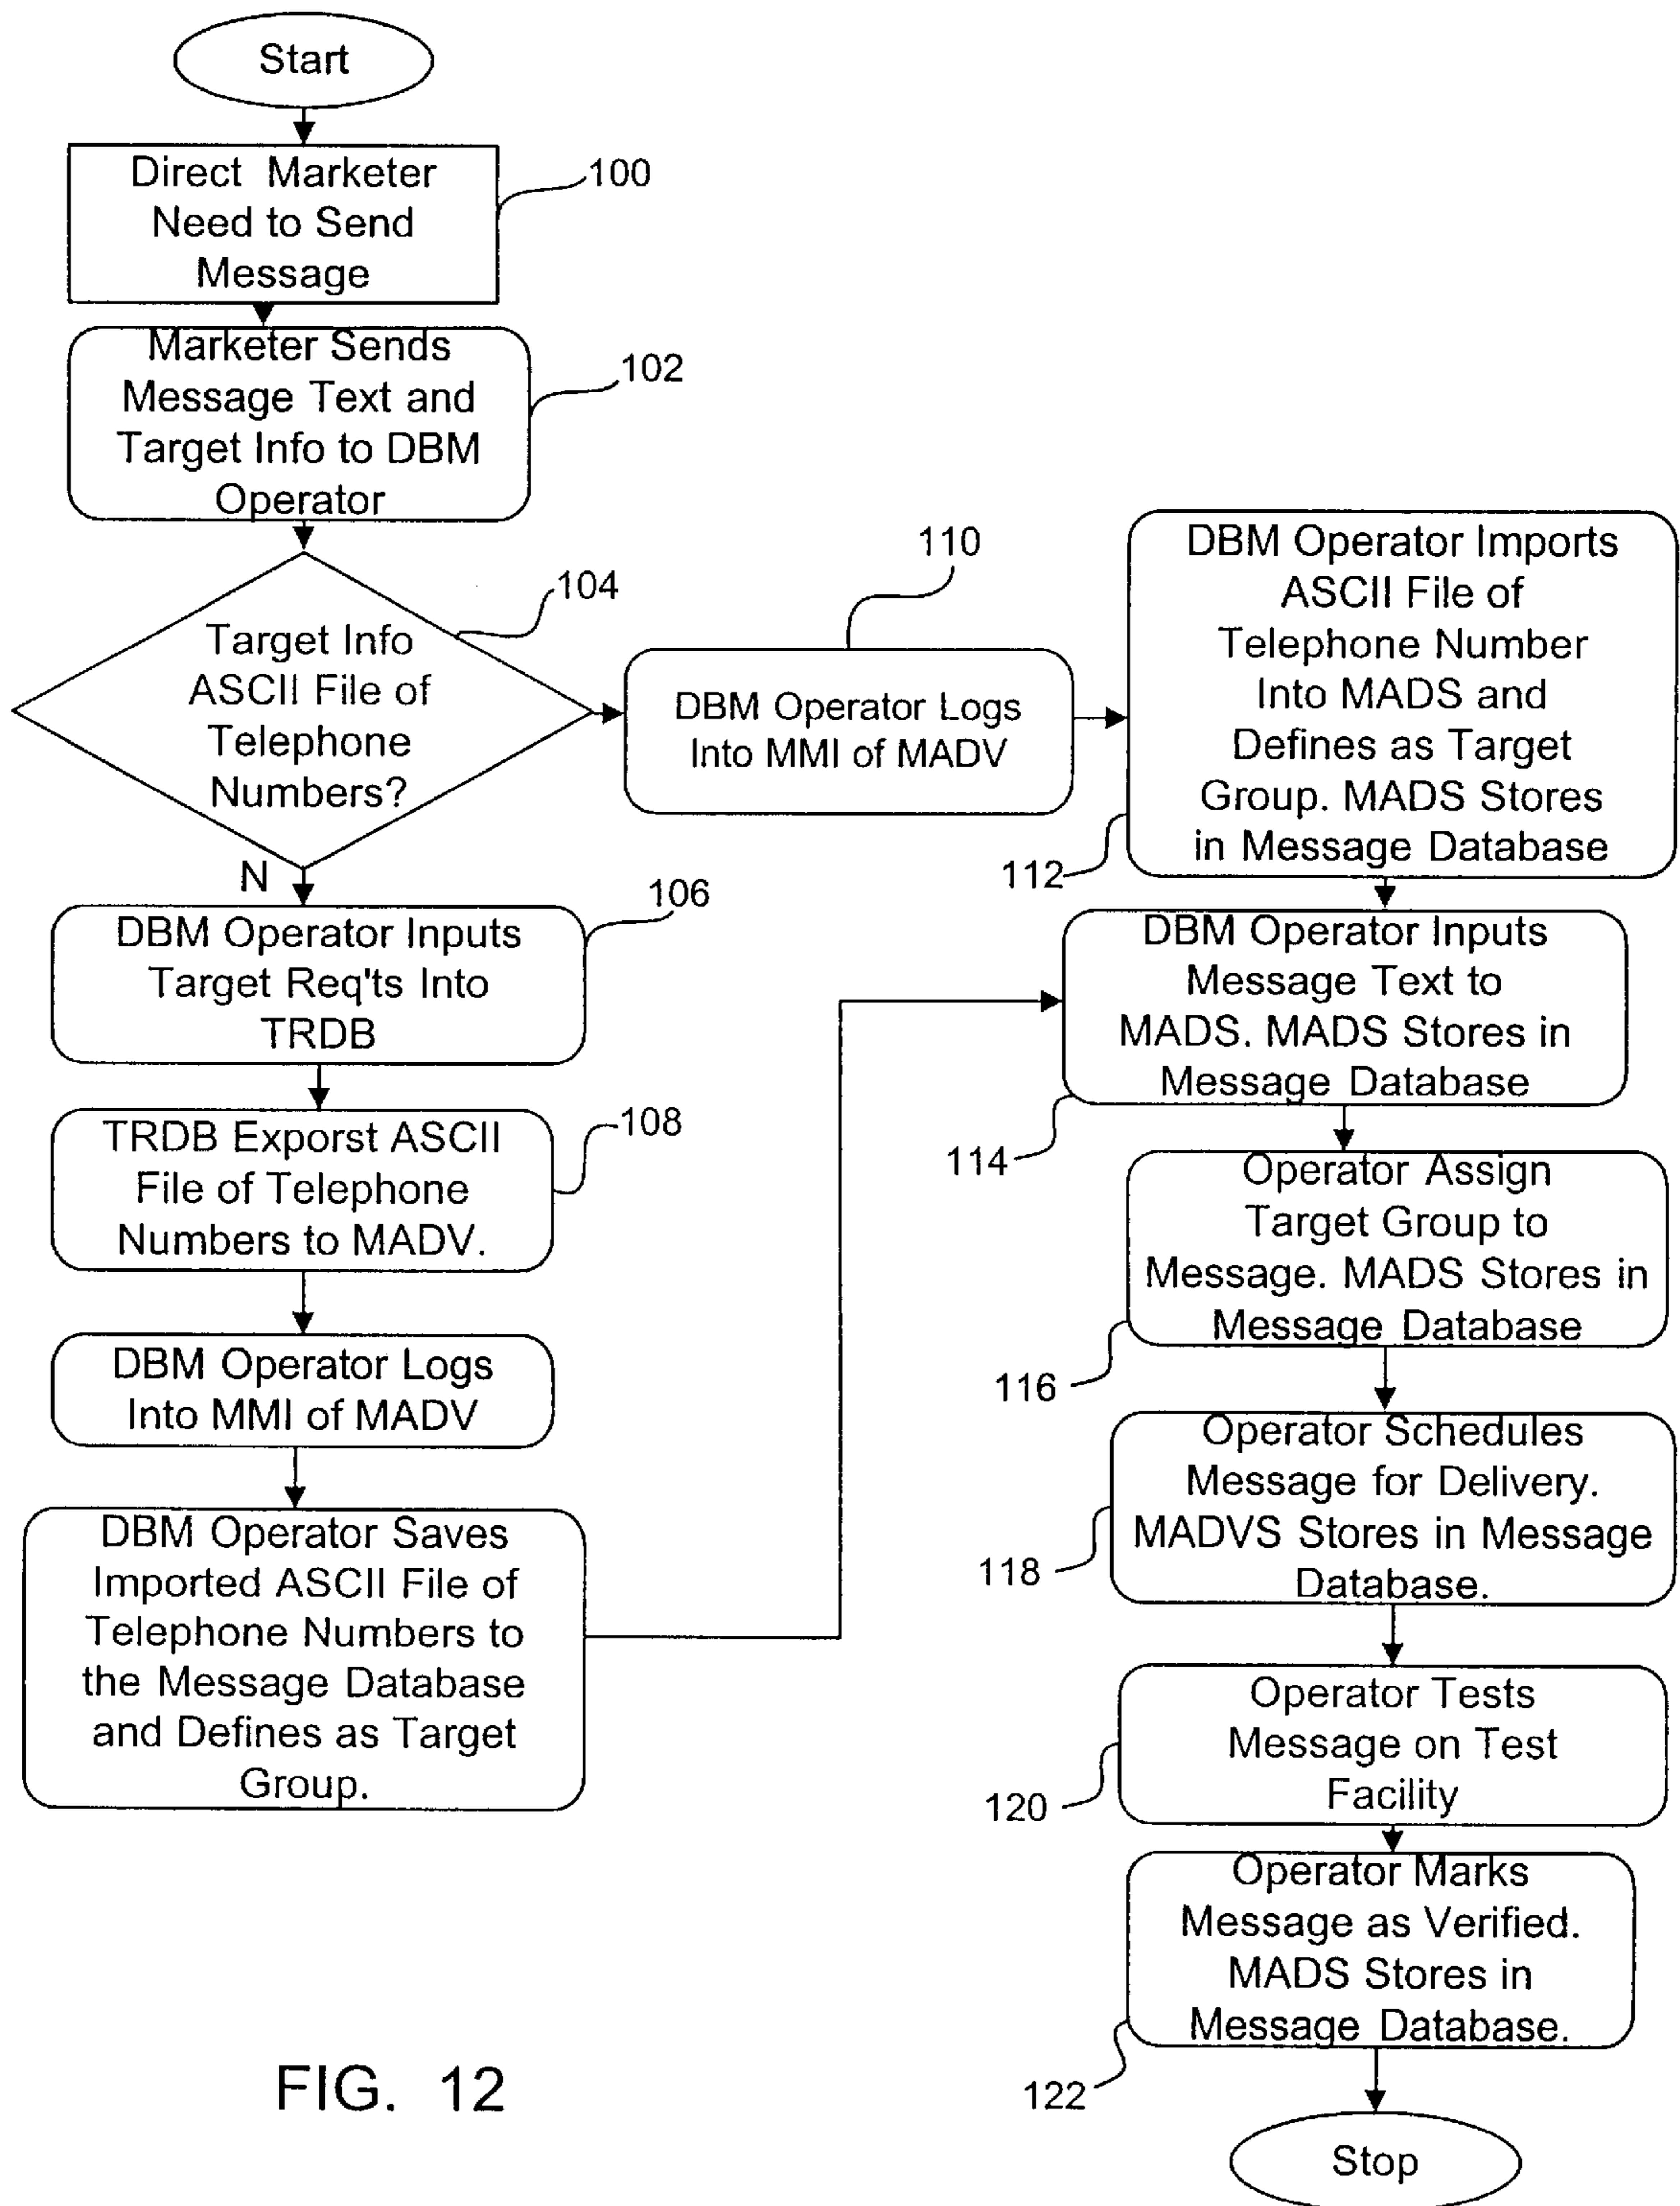 Start
Direct Marketer
Need to Send
Message
100
Marketer Sends
Message Text and
Target Info to DBM
Operator
102
Target Info
ASCII File of
Telephone
Numbers?
104
N
DBM Operator Inputs
Target Req'ts Into
TRDB
106
TRDB Exporst ASCII
File of Telephone
Numbers to MADV.
108
DBM Operator Logs
Into MMI of MADV
DBM Operator Saves
Imported ASCII File of
Telephone Numbers to
the Message Database
and Defines as Target
Group.
110
DBM Operator Logs
Into MMI of MADV
DBM Operator Imports
ASCII File of
Telephone Number
Into MADS and
Defines as Target
Group. MADS Stores
in Message Database
112
DBM Operator Inputs
Message Text to
MADS. MADS Stores in
Message Database
114
Operator Assign
Target Group to
Message. MADS Stores in
Message Database
116
Operator Schedules
Message for Delivery.
MADVS Stores in Message
Database.
118
Operator Tests
Message on Test
Facility
120
Operator Marks
Message as Verified.
MADS Stores in
Message Database.
122
Stop
FIG. 12